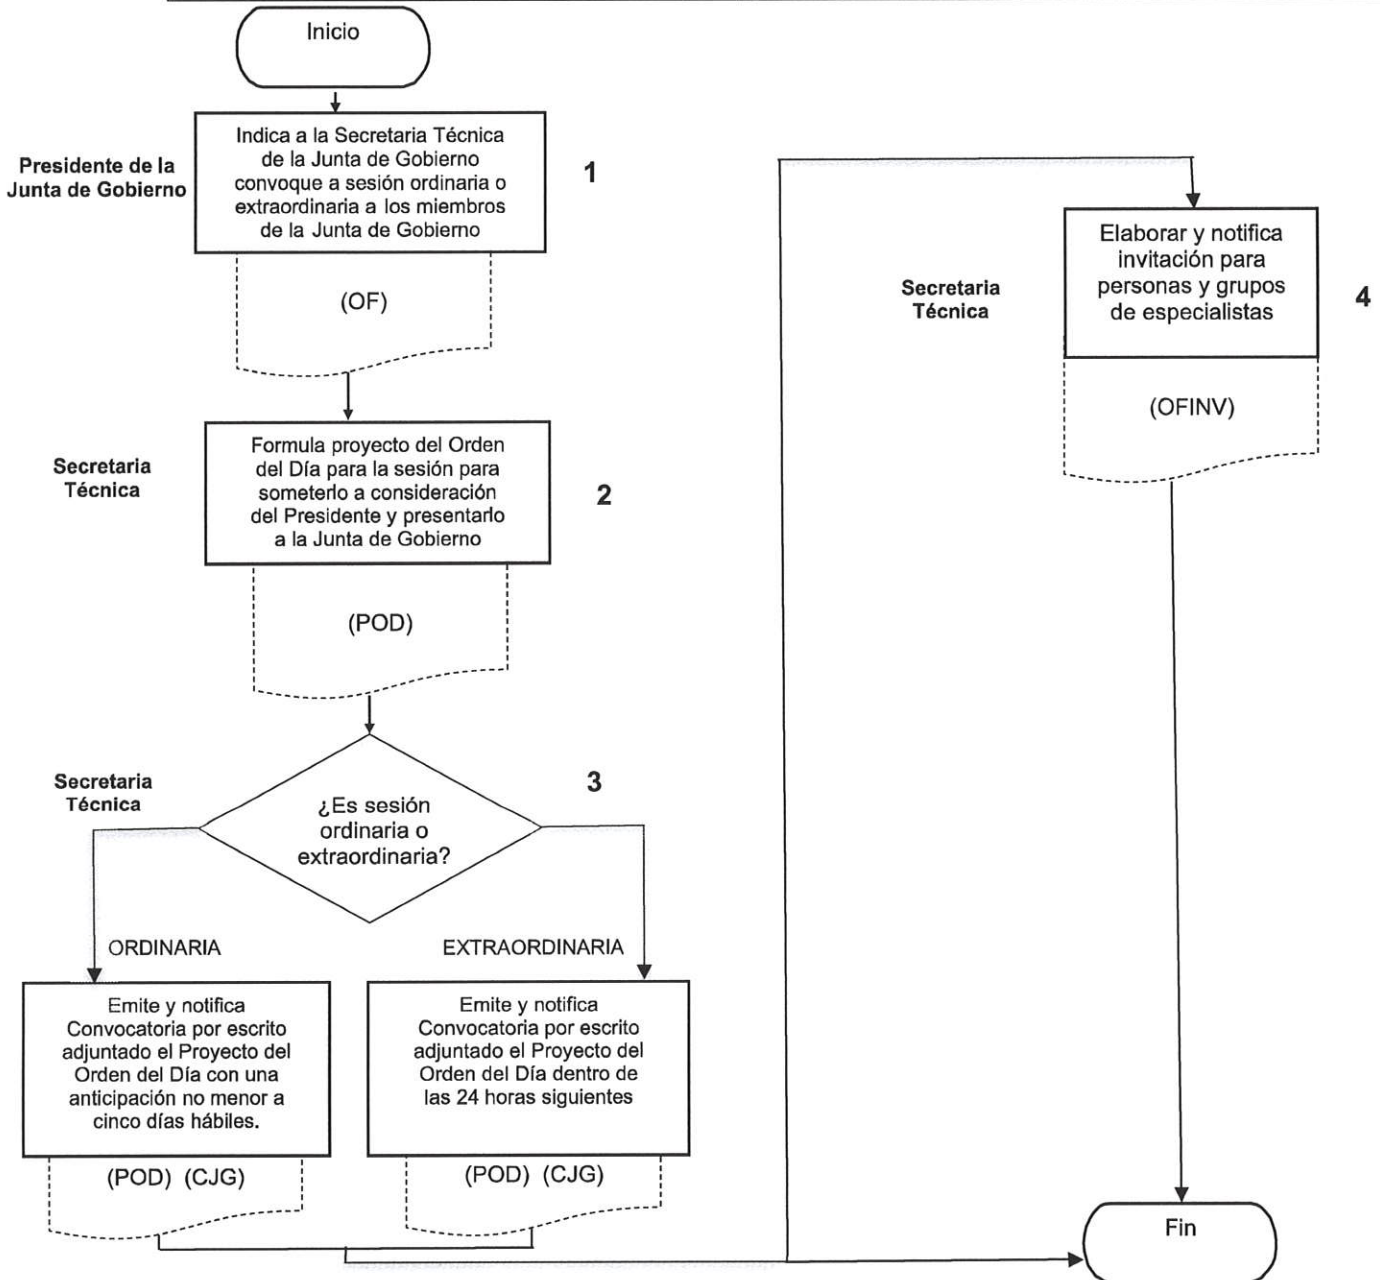 Inicio
Presidente de la
Junta de Gobierno
Indica a la Secretaria Técnica
de la Junta de Gobierno
convoque a sesión ordinaria o
extraordinaria a los miembros
de la Junta de Gobierno
1
(OF)
Secretaria
Técnica
Formula proyecto del Orden
del Día para la sesión para
someterlo a consideración
del Presidente y presentarlo
a la Junta de Gobierno
2
(POD)
Secretaria
Técnica
¿Es sesión
ordinaria o
extraordinaria?
3
ORDINARIA
EXTRAORDINARIA
Emite y notifica
Convocatoria por escrito
adjuntado el Proyecto del
Orden del Día con una
anticipación no menor a
cinco días hábiles.
(POD) (CJG)
Emite y notifica
Convocatoria por escrito
adjuntado el Proyecto del
Orden del Día dentro de
las 24 horas siguientes
(POD) (CJG)
Secretaria
Técnica
Elaborar y notifica
invitación para
personas y grupos
de especialistas
4
(OFINV)
Fin